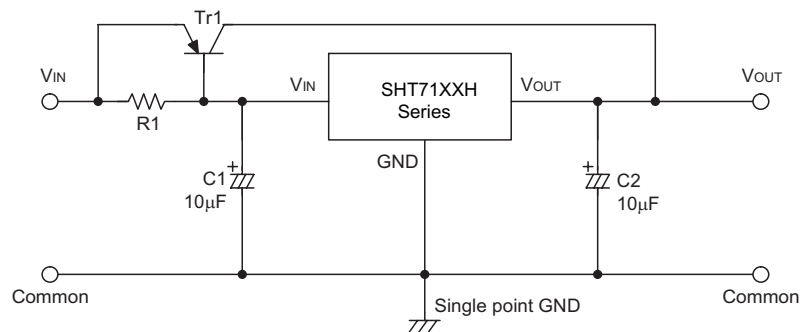 Tr1
VIN
R1
VIN
SHT71XXH
Series
VOUT
VOUT
GND
+
C1
10μF
+
C2
10μF
Common
Single point GND
Common